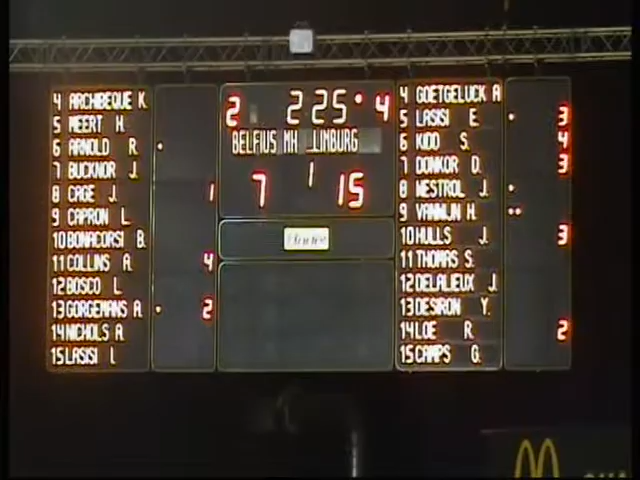 2 2 25 4
BELFIUS MH LIMBURG
7 1 15
4 ARCHIBEQUE K.
5 MEERT H.
6 ARNOLD R.
7 BUCKNOR J.
8 CAGE J. 1
9 CAPRON L.
10 BONACORSI B.
11 COLLINS A. 4
12 BOSCO L.
13 GORGEMANS A. 2
14 NICHOLS A.
15 LASISI I.
4 GOETGELUCK A
5 LASISI E. 3
6 KIDD S. 4
7 DONKOR D. 3
8 WESTROL J.
9 VANWIJN H.
10 HULLS J. 3
11 THOMAS S.
12 DELALIEUX J.
13 DESIRON Y.
14 LOE R. 2
15 CAMPS G.